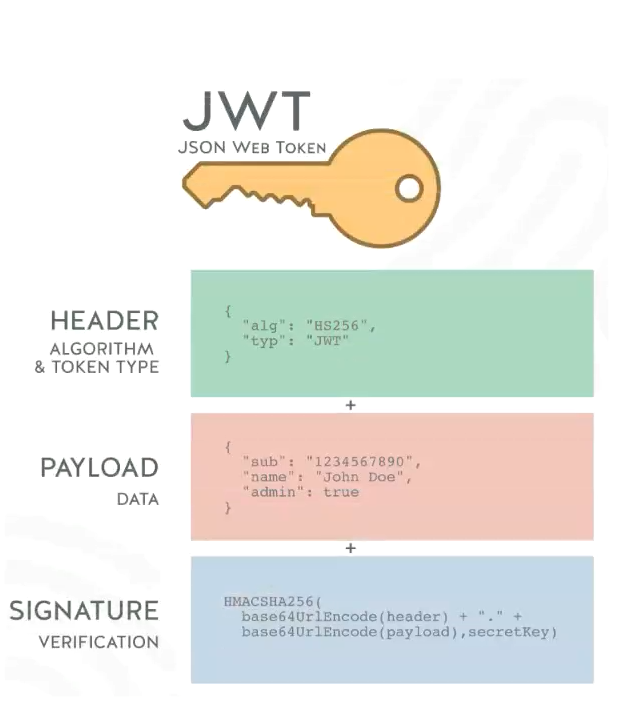 JWT
JSON WEB TOKEN
HEADER
ALGORITHM
& TOKEN TYPE
{
"alg": "HS256",
"typ": "JWT"
}
+
PAYLOAD
DATA
{
"sub": "1234567890",
"name": "John Doe",
"admin": true
}
+
SIGNATURE
VERIFICATION
HMACSHA256(
base64UrlEncode(header) + "." +
base64UrlEncode(payload),secretKey)